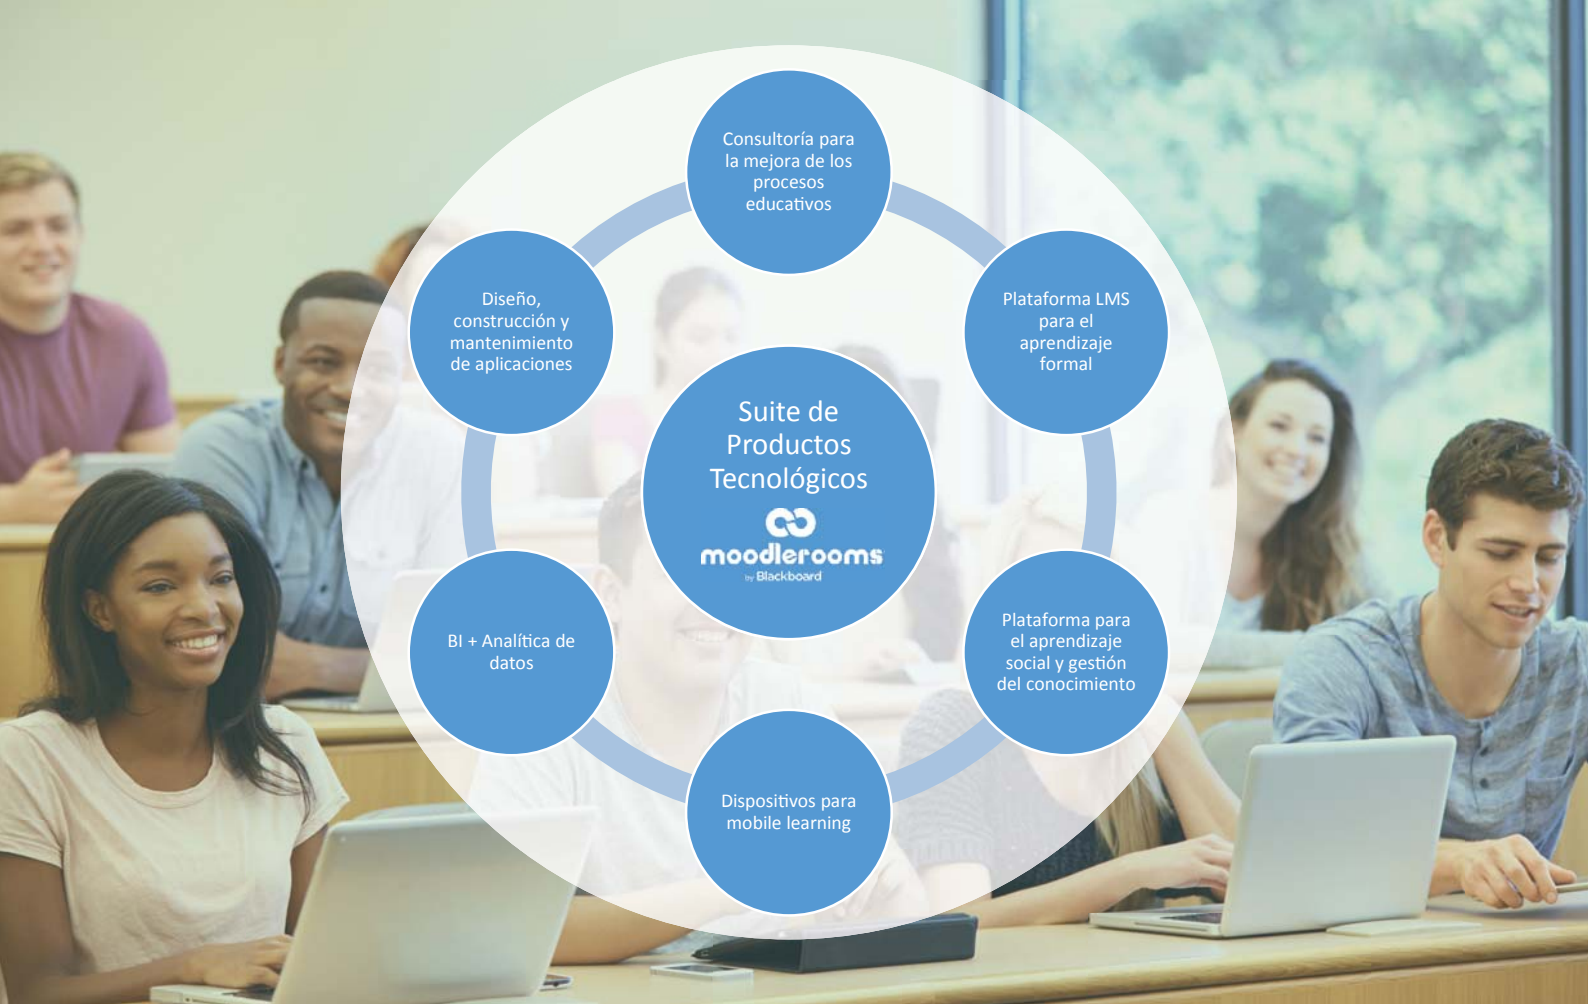 Consultoría para
la mejora de los
procesos
educativos
Diseño,
construcción y
mantenimiento
de aplicaciones
Plataforma LMS
para el
aprendizaje
formal
Suite de
Productos
Tecnológicos
moodlerooms
by Blackboard
BI + Analítica de
datos
Plataforma para
el aprendizaje
social y gestión
del conocimiento
Dispositivos para
mobile learning